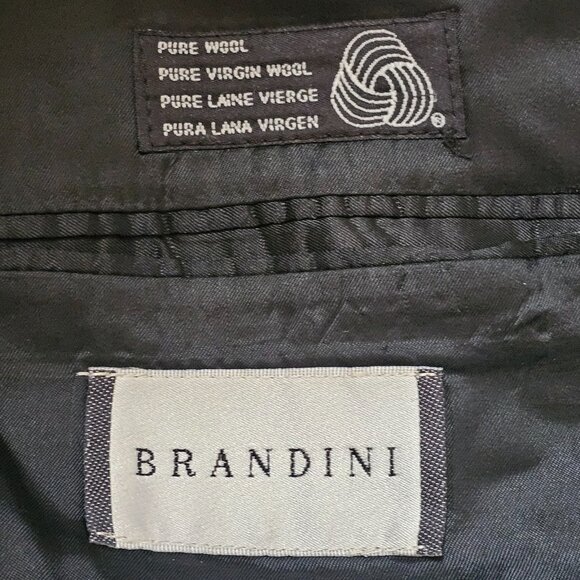 PURE WOOL
PURE VIRGIN WOOL
PURE LAINE VIERGE
PURA LANA VIRGEN
®
BRANDINI